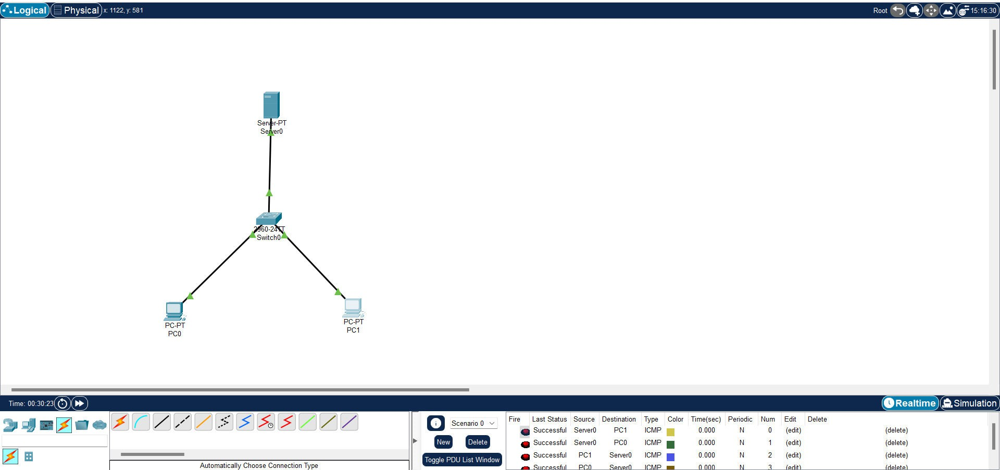 Logical Physical x: 1122, y: 581 Root 15:16:30
Server-PT
Server0
2960-24TT
Switch0
PC-PT
PC0
PC-PT
PC1
Time: 00:30:23 Realtime Simulation
Scenario 0
New Delete
Toggle PDU List Window
Automatically Choose Connection Type
Fire Last Status Source Destination Type Color Time(sec) Periodic Num Edit Delete
Successful Server0 PC1 ICMP 0.000 N 0 (edit) (delete)
Successful Server0 PC0 ICMP 0.000 N 1 (edit) (delete)
Successful PC1 Server0 ICMP 0.000 N 2 (edit) (delete)
Successful PC0 Server0 ICMP 0.000 N 3 (edit) (delete)